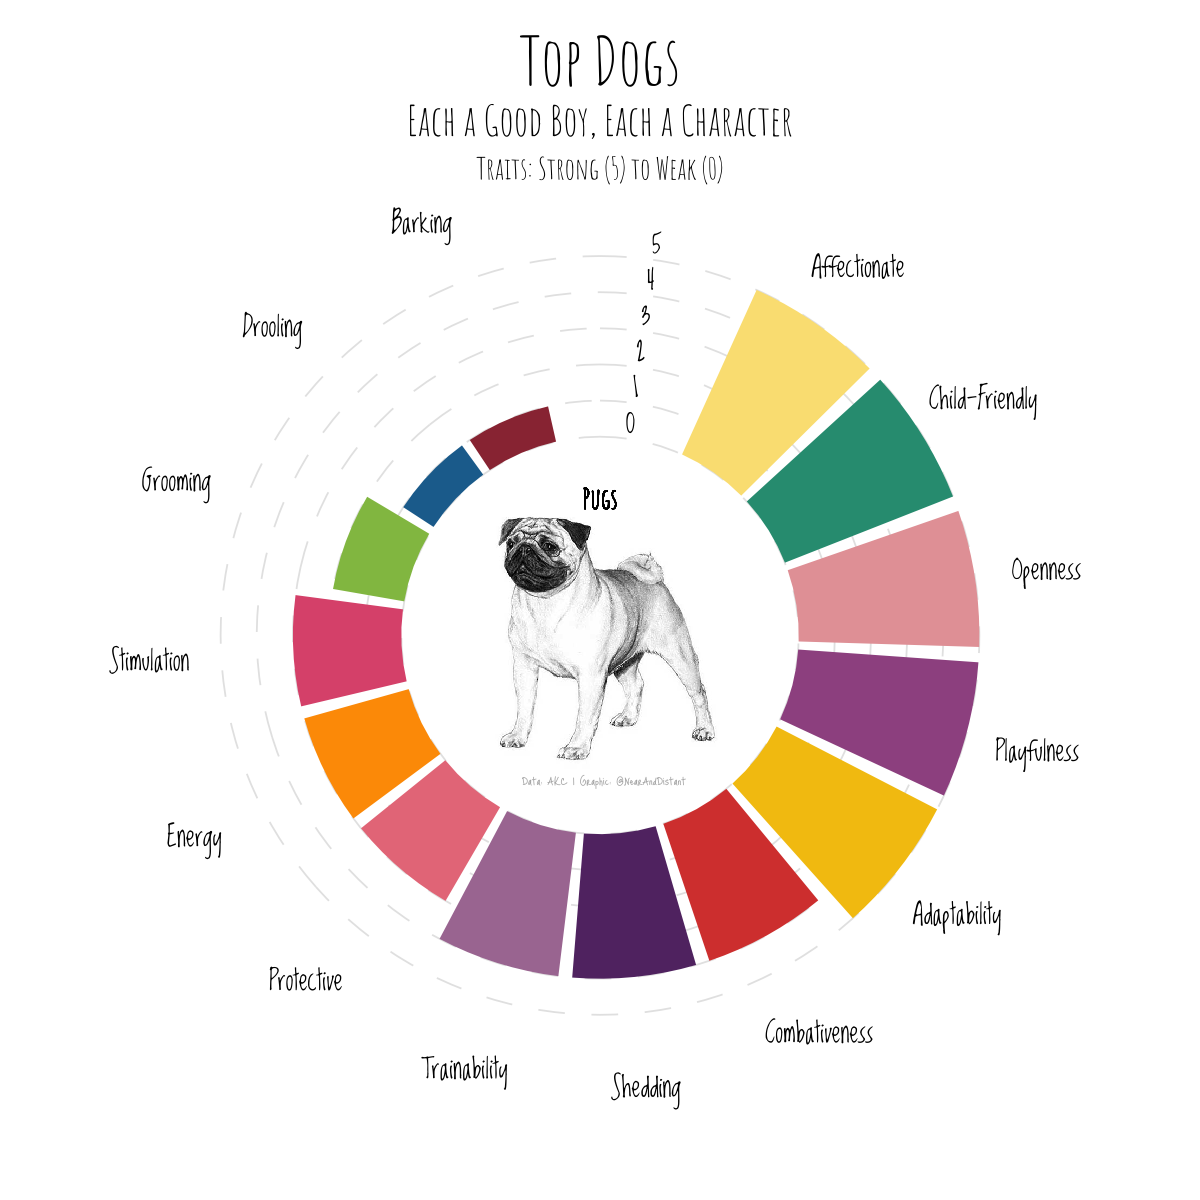 Top Dogs
Each a Good Boy, Each a Character
Traits: Strong (5) to Weak (0)
Barking
5
Affectionate
4
3
Drooling
2
1
Child-Friendly
0
Grooming
Pugs
Openness
Stimulation
Playfulness
Data: AKC | Graphic: @NearAndDistant
Energy
Adaptability
Protective
Combativeness
Trainability
Shedding